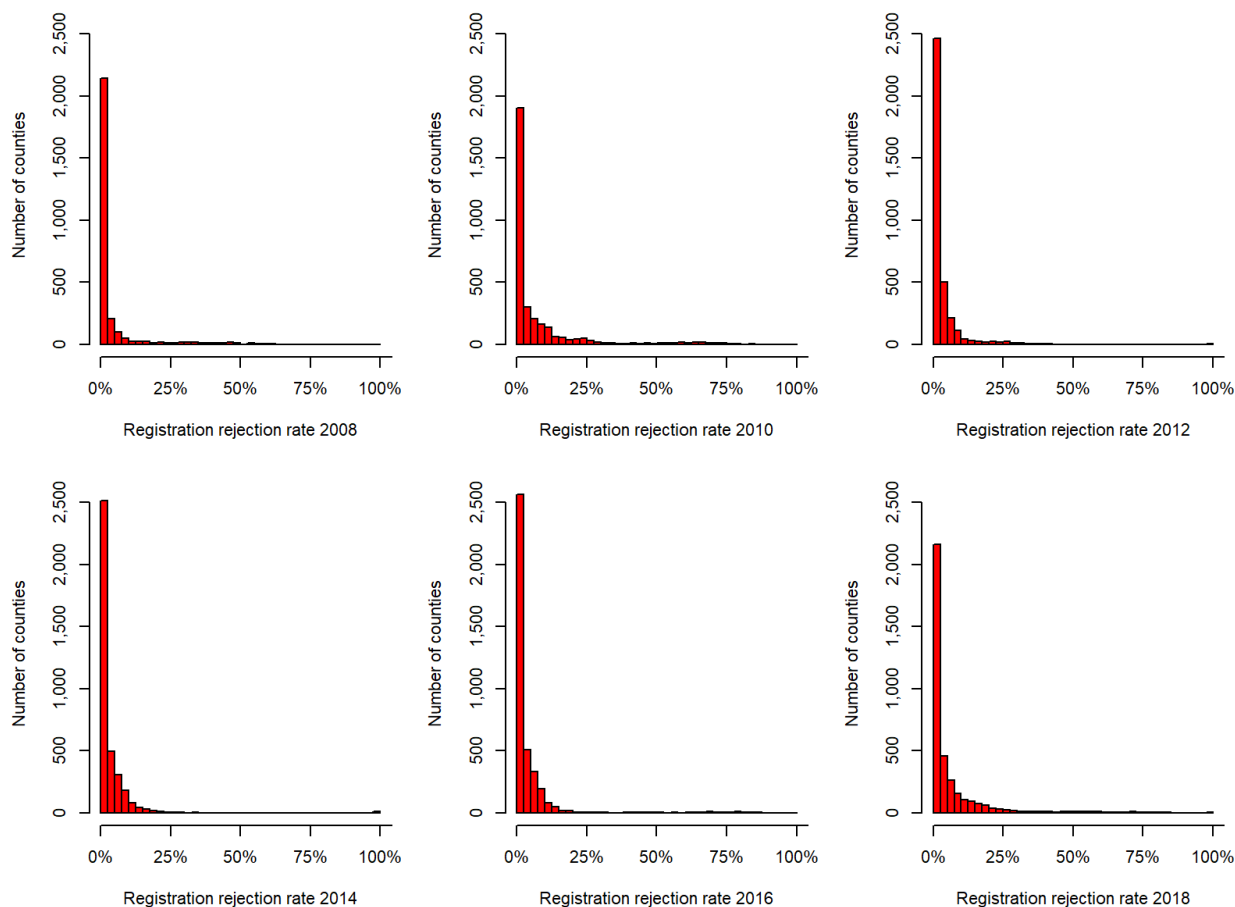 Number of counties
2,500
2,000
1,500
1,000
500
0
0% 25% 50% 75% 100%
Registration rejection rate 2008
Number of counties
2,500
2,000
1,500
1,000
500
0
0% 25% 50% 75% 100%
Registration rejection rate 2010
Number of counties
2,500
2,000
1,500
1,000
500
0
0% 25% 50% 75% 100%
Registration rejection rate 2012
Number of counties
2,500
2,000
1,500
1,000
500
0
0% 25% 50% 75% 100%
Registration rejection rate 2014
Number of counties
2,500
2,000
1,500
1,000
500
0
0% 25% 50% 75% 100%
Registration rejection rate 2016
Number of counties
2,500
2,000
1,500
1,000
500
0
0% 25% 50% 75% 100%
Registration rejection rate 2018